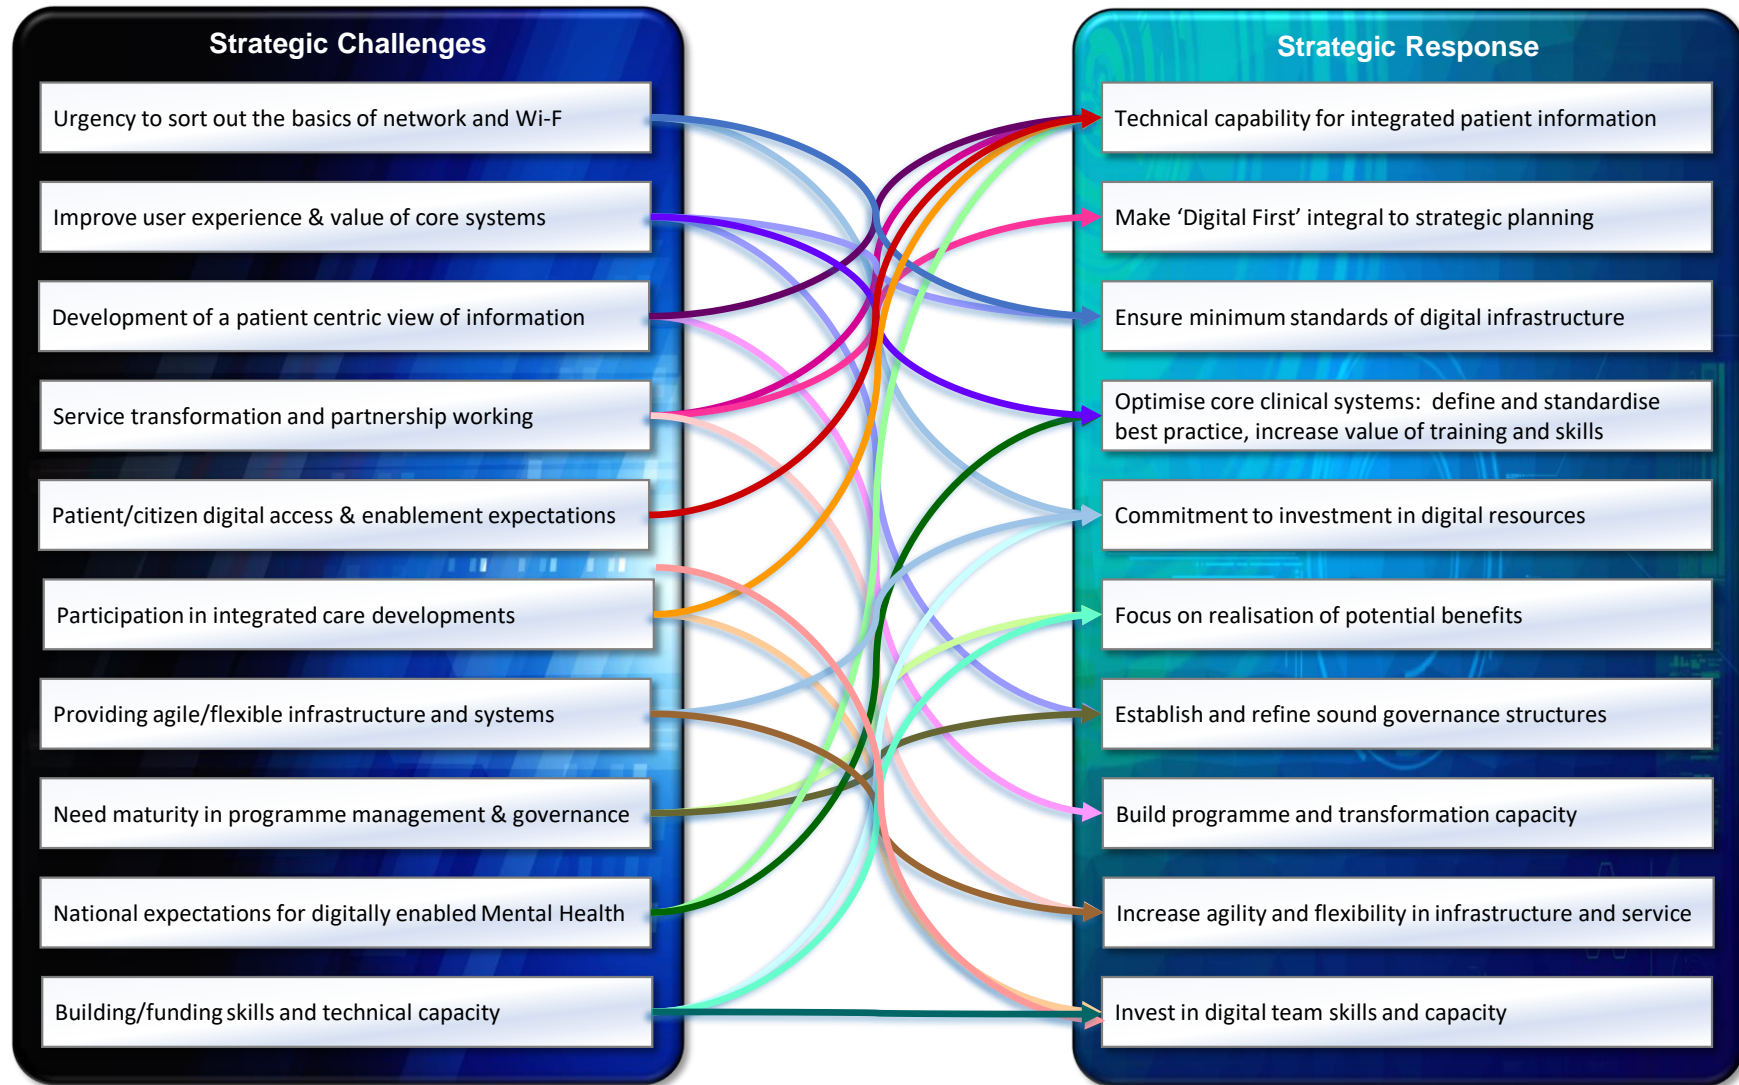 Strategic Challenges
Urgency to sort out the basics of network and Wi-F
Improve user experience & value of core systems
Development of a patient centric view of information
Service transformation and partnership working
Patient/citizen digital access & enablement expectations
Participation in integrated care developments
Providing agile/flexible infrastructure and systems
Need maturity in programme management & governance
National expectations for digitally enabled Mental Health
Building/funding skills and technical capacity
Strategic Response
Technical capability for integrated patient information
Make ‘Digital First’ integral to strategic planning
Ensure minimum standards of digital infrastructure
Optimise core clinical systems: define and standardise
best practice, increase value of training and skills
Commitment to investment in digital resources
Focus on realisation of potential benefits
Establish and refine sound governance structures
Build programme and transformation capacity
Increase agility and flexibility in infrastructure and service
Invest in digital team skills and capacity